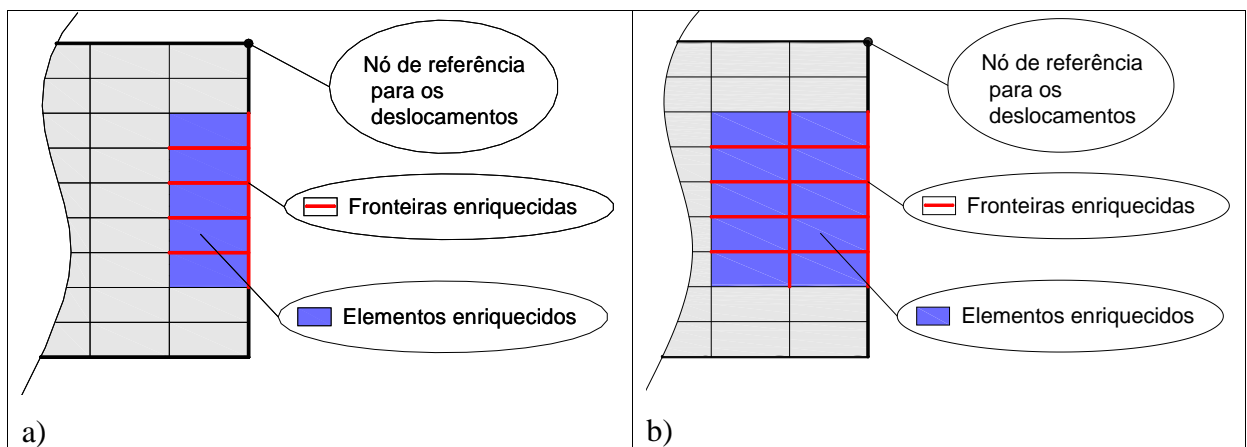 Nó de referência
para os
deslocamentos
Fronteiras enriquecidas
Elementos enriquecidos
a)
Nó de referência
para os
deslocamentos
Fronteiras enriquecidas
Elementos enriquecidos
b)